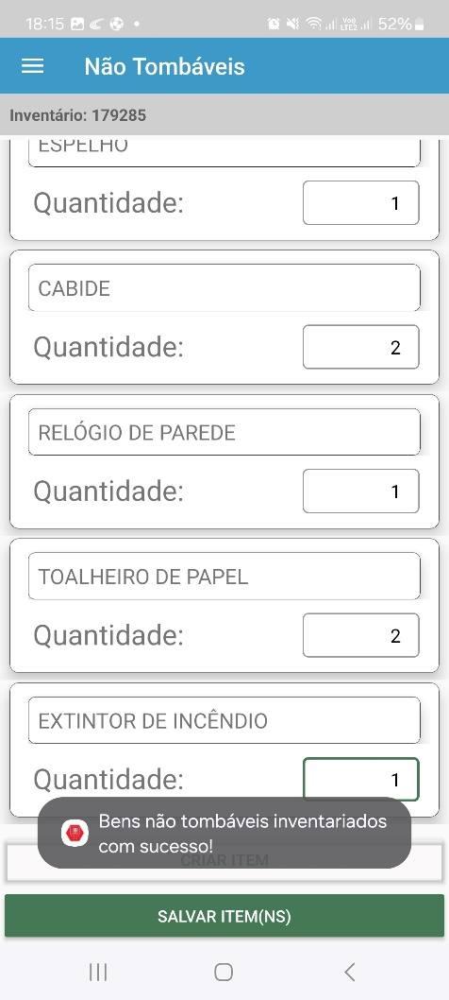 18:15
Vo)) LTE2
52%
Não Tombáveis
Inventário: 179285
ESPELHO
Quantidade: 1
CABIDE
Quantidade: 2
RELÓGIO DE PAREDE
Quantidade: 1
TOALHEIRO DE PAPEL
Quantidade: 2
EXTINTOR DE INCÊNDIO
Quantidade: 1
Bens não tombáveis inventariados
com sucesso!
CRIAR ITEM
SALVAR ITEM(NS)